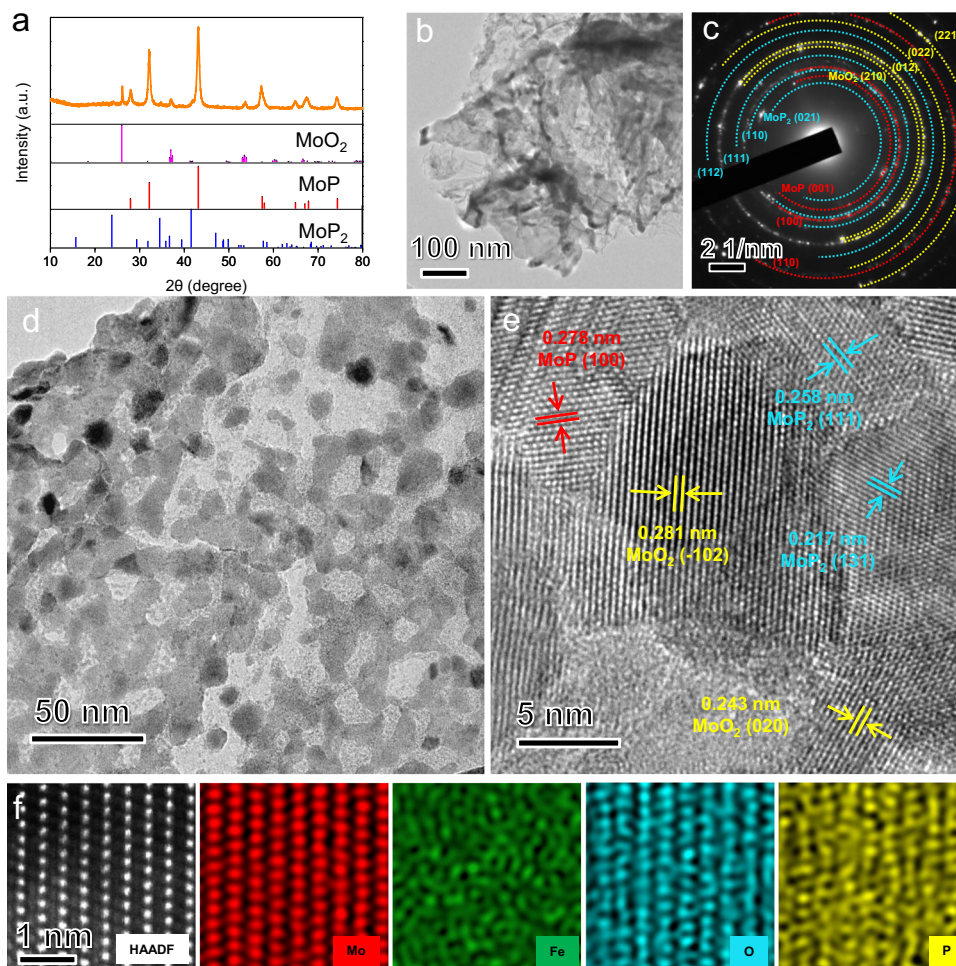 a
Intensity (a.u.)
MoO₂
MoP
MoP₂
10 20 30 40 50 60 70 80
2θ (degree)
b
100 nm
c
(221)
(022)
(012)
MoO₂ (210)
MoP₂ (021)
(110)
(111)
(112)
MoP (001)
(100)
(110)
2 1/nm
d
50 nm
e
0.278 nm
MoP (100)
0.258 nm
MoP₂ (111)
0.281 nm
MoO₂ (-102)
0.217 nm
MoP₂ (131)
0.243 nm
MoO₂ (020)
5 nm
f
1 nm
HAADF
Mo
Fe
O
P